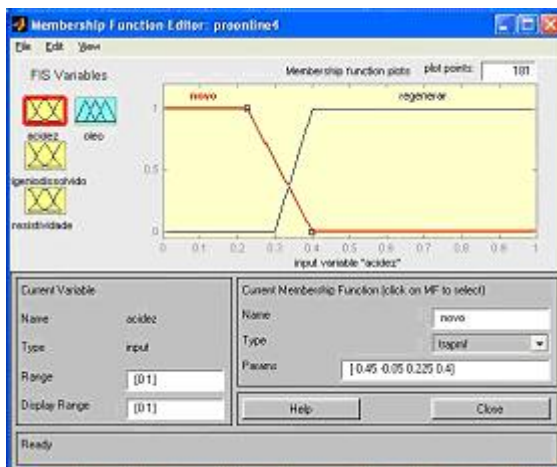 Membership Function Editor: proonline4
File Edit View
FIS Variables
Membership function plots plot points: 181
acidez oleo
igeniodissolvido
resistividade
novo regenerar
1
0.5
0
0 0.1 0.2 0.3 0.4 0.5 0.6 0.7 0.8 0.9 1
input variable "acidez"
Current Variable
Name acidez
Type input
Range [0 1]
Display Range [0 1]
Current Membership Function (click on MF to select)
Name novo
Type trapmf
Params [-0.45 -0.05 0.225 0.4]
Help Close
Ready